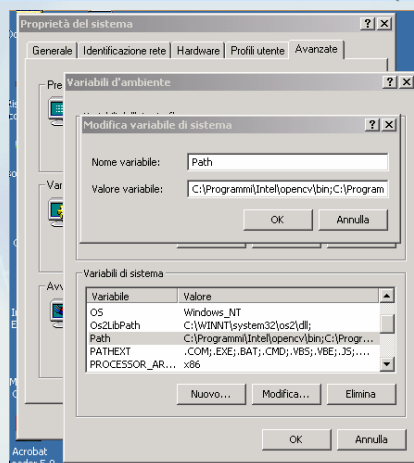 Proprietà del sistema
Generale Identificazione rete Hardware Profili utente Avanzate
Pre
Variabili d'ambiente
Modifica variabile di sistema
Nome variabile: Path
Valore variabile: C:\Programmi\Intel\opencv\bin;C:\Program
OK Annulla
Var
Variabili di sistema
Variabile Valore
OS Windows_NT
Os2LibPath C:\WINNT\system32\os2\dll;
Path C:\Programmi\Intel\opencv\bin;C:\Progr...
PATHEXT .COM;.EXE;.BAT;.CMD;.VBS;.VBE;.JS;....
PROCESSOR_AR... x86
Avv
Nuovo... Modifica... Elimina
OK Annulla
Acrobat